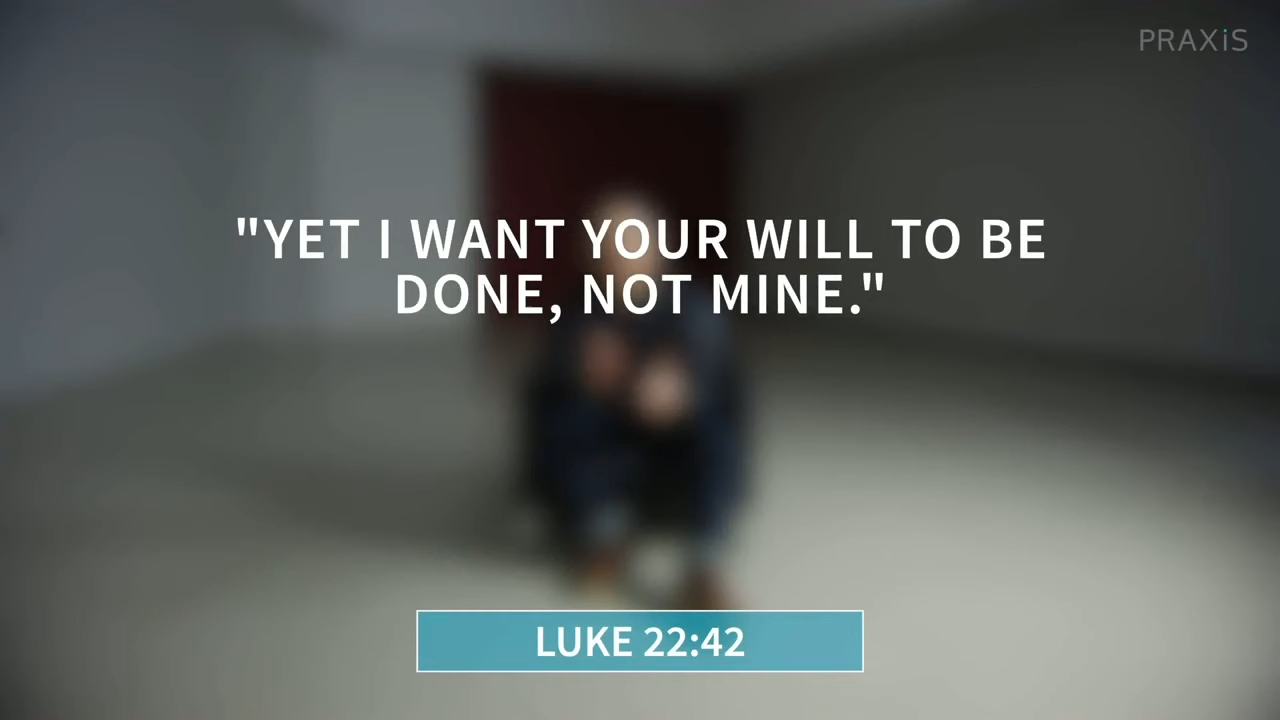 PRAXiS
"YET I WANT YOUR WILL TO BE
DONE, NOT MINE."
LUKE 22:42